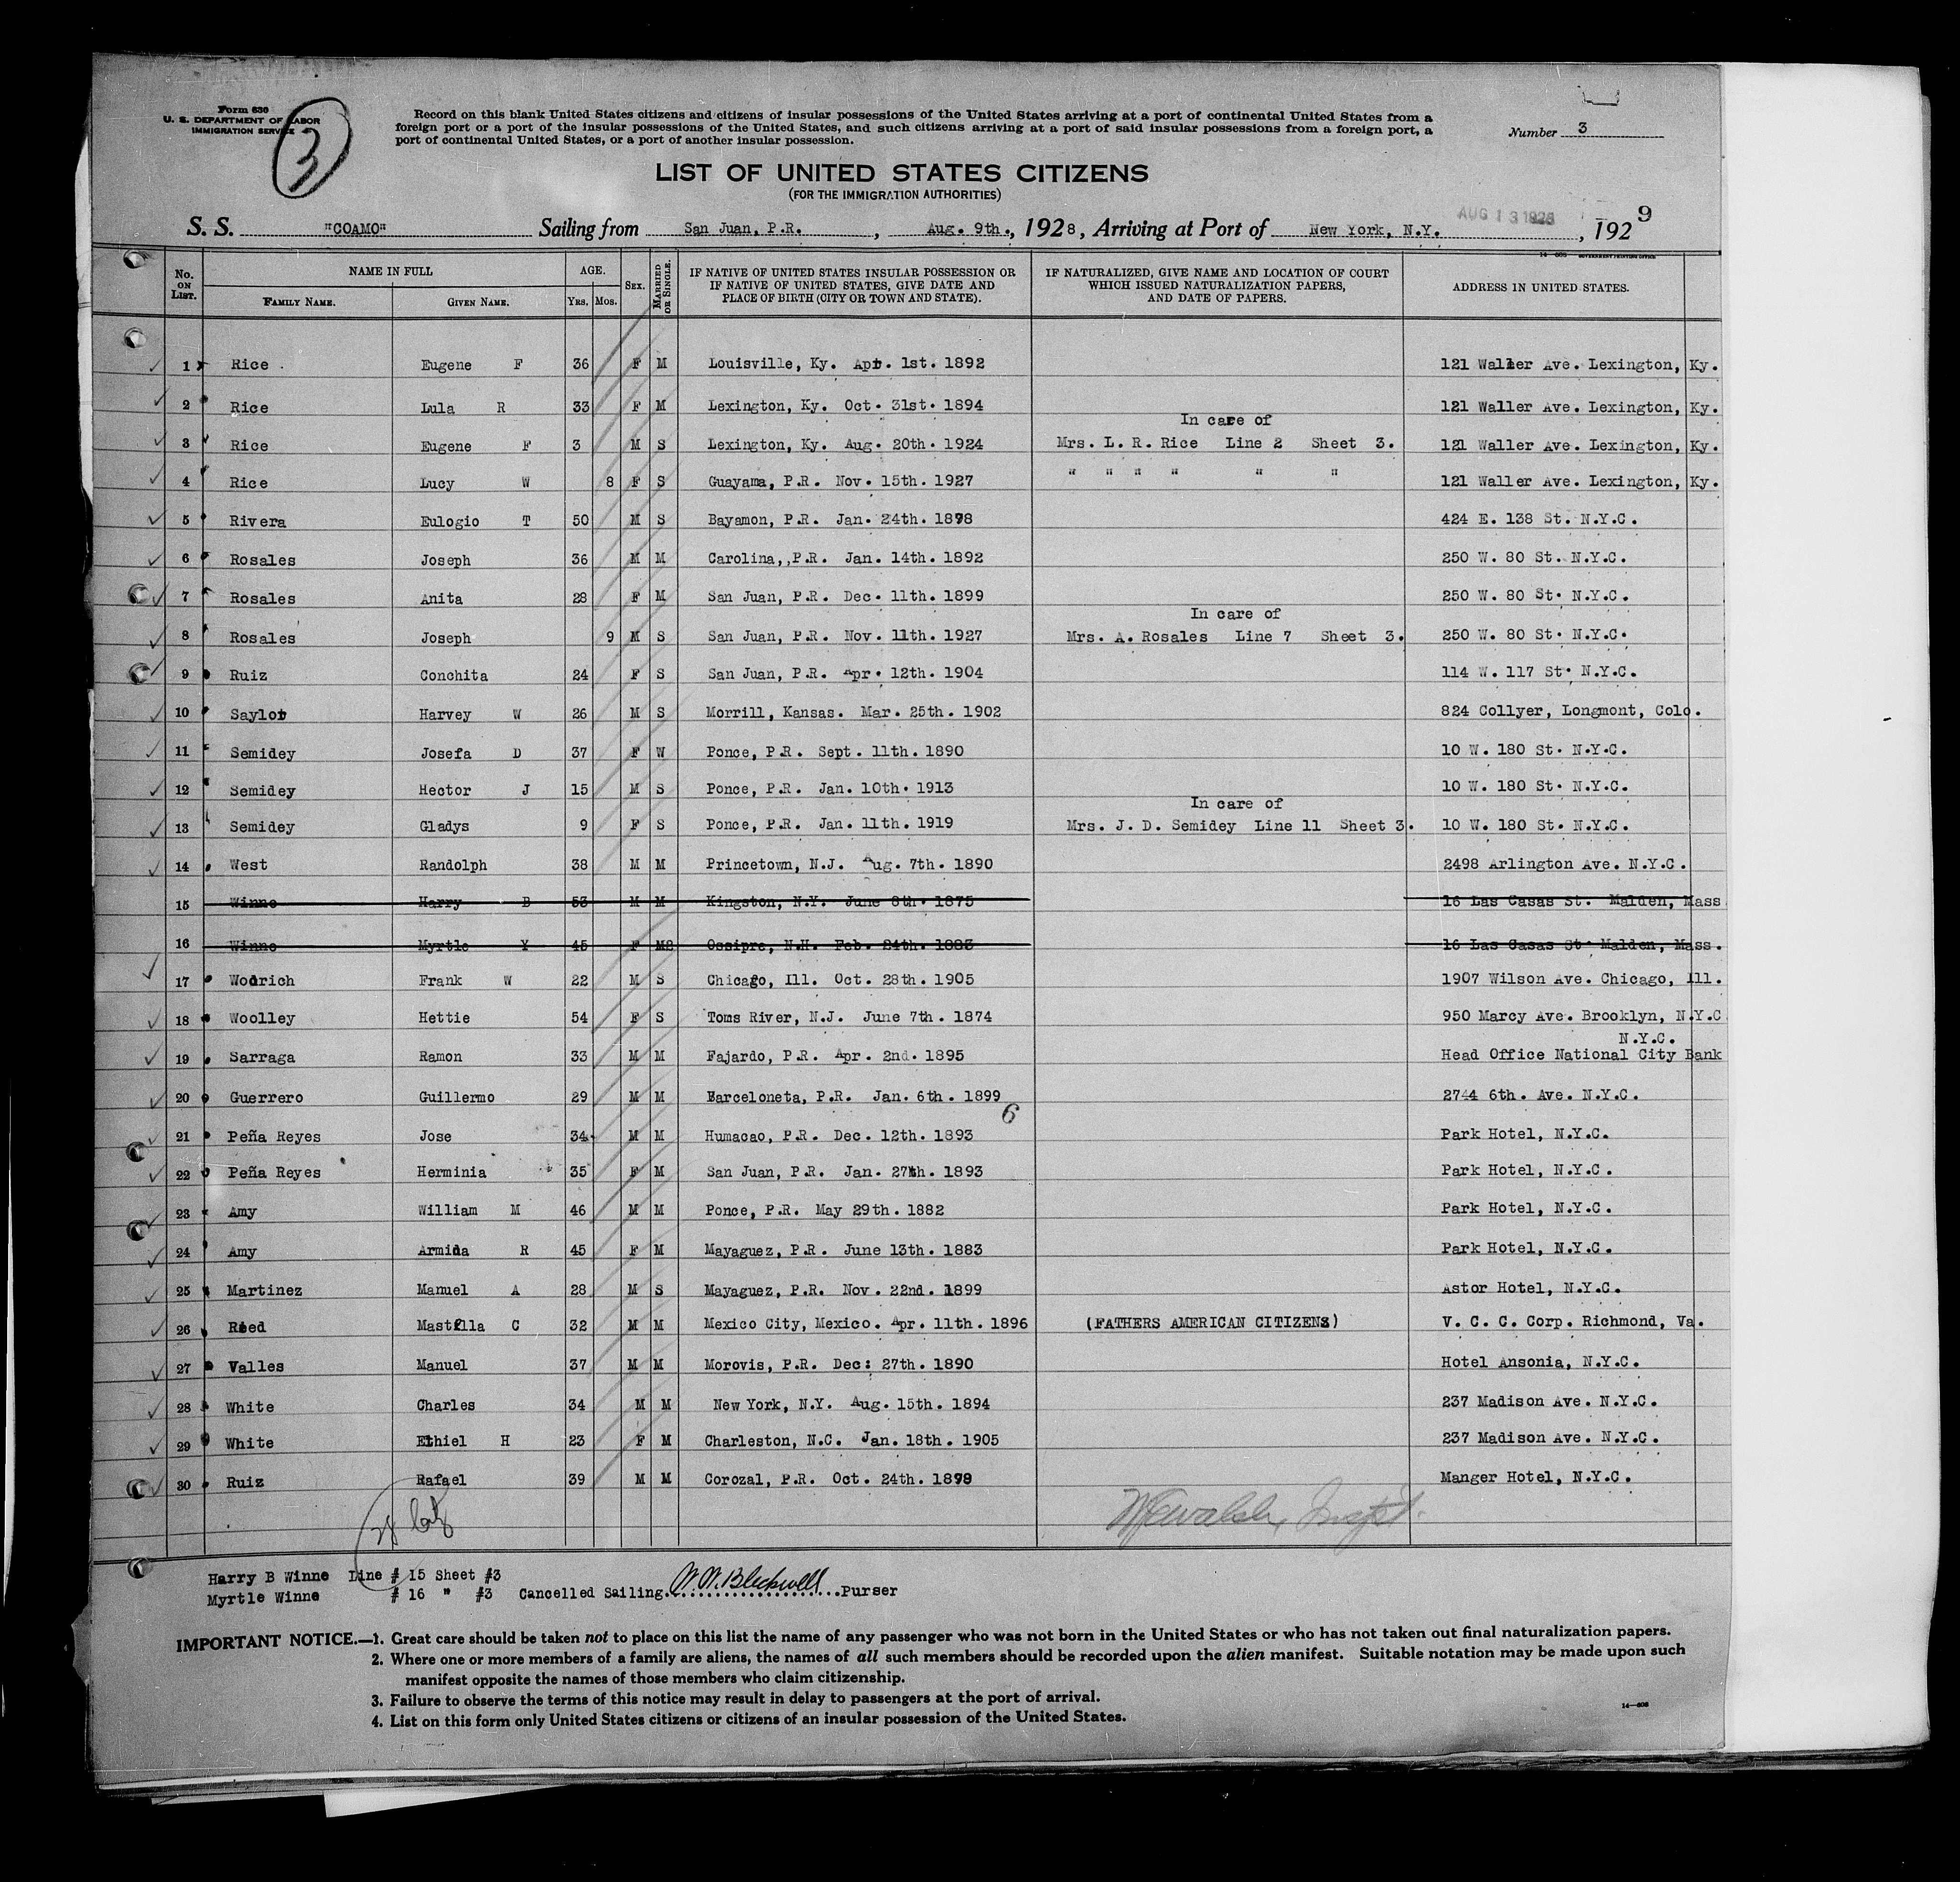 Form 630
U. S. DEPARTMENT OF LABOR
IMMIGRATION SERVICE
3
Record on this blank United States citizens and citizens of insular possessions of the United States arriving at a port of continental United States from a
foreign port or a port of the insular possessions of the United States, and such citizens arriving at a port of said insular possessions from a foreign port, a
port of continental United States, or a port of another insular possession.
Number 3
LIST OF UNITED STATES CITIZENS
(FOR THE IMMIGRATION AUTHORITIES)
S. S. "COAMO" Sailing from San Juan, P.R. , Aug. 9th., 1928, Arriving at Port of New York, N.Y. AUG 13 1928 , 1929
No. ON LIST. NAME IN FULL FAMILY NAME. GIVEN NAME. AGE. YRS. MOS. SEX. MARRIED OR SINGLE. IF NATIVE OF UNITED STATES INSULAR POSSESSION OR IF NATIVE OF UNITED STATES, GIVE DATE AND PLACE OF BIRTH (CITY OR TOWN AND STATE). IF NATURALIZED, GIVE NAME AND LOCATION OF COURT WHICH ISSUED NATURALIZATION PAPERS, AND DATE OF PAPERS. ADDRESS IN UNITED STATES.
1 Rice Eugene F 36 F M Louisville, Ky. Apr. 1st. 1892 121 Waller Ave. Lexington, Ky.
2 Rice Lula R 33 F M Lexington, Ky. Oct. 31st. 1894 121 Waller Ave. Lexington, Ky.
In care of
3 Rice Eugene F 3 M S Lexington, Ky. Aug. 20th. 1924 Mrs. L. R. Rice Line 2 Sheet 3. 121 Waller Ave. Lexington, Ky.
4 Rice Lucy W 8 F S Guayama, P.R. Nov. 15th. 1927 " " " " " " 121 Waller Ave. Lexington, Ky.
5 Rivera Eulogio T 50 M S Bayamon, P.R. Jan. 24th. 1878 424 E. 138 St. N.Y.C.
6 Rosales Joseph 36 M M Carolina,,P.R. Jan. 14th. 1892 250 W. 80 St. N.Y.C.
7 Rosales Anita 28 F M San Juan, P.R. Dec. 11th. 1899 250 W. 80 St. N.Y.C.
In care of
8 Rosales Joseph 9 M S San Juan, P.R. Nov. 11th. 1927 Mrs. A. Rosales Line 7 Sheet 3. 250 W. 80 St. N.Y.C.
9 Ruiz Conchita 24 F S San Juan, P.R. Apr. 12th. 1904 114 W. 117 St. N.Y.C.
10 Saylor Harvey W 26 M S Morrill, Kansas. Mar. 25th. 1902 824 Collyer, Longmont, Colo.
11 Semidey Josefa D 37 F W Ponce, P.R. Sept. 11th. 1890 10 W. 180 St. N.Y.C.
12 Semidey Hector J 15 M S Ponce, P.R. Jan. 10th. 1913 10 W. 180 St. N.Y.C.
In care of
13 Semidey Gladys 9 F S Ponce, P.R. Jan. 11th. 1919 Mrs. J. D. Semidey Line 11 Sheet 3. 10 W. 180 St. N.Y.C.
14 West Randolph 38 M M Princetown, N.J. Aug. 7th. 1890 2498 Arlington Ave. N.Y.C.
15 Winne Harry B 53 M M Kingston, N.Y. June 8th. 1875 16 Las Casas St. Malden, Mass
16 Winne Myrtle Y 45 F M Ossipre, N.H. Feb. 24th. 1883 16 Las Casas St. Malden, Mass.
17 Wodrich Frank W 22 M S Chicago, Ill. Oct. 28th. 1905 1907 Wilson Ave. Chicago, Ill.
18 Woolley Hettie 54 F S Toms River, N.J. June 7th. 1874 950 Marcy Ave. Brooklyn, N.Y.C
N.Y.C.
19 Sarraga Ramon 33 M M Fajardo, P.R. Apr. 2nd. 1895 Head Office National City Bank
20 Guerrero Guillermo 29 M M Barceloneta, P.R. Jan. 6th. 1899 2744 6th. Ave. N.Y.C.
6
21 Peña Reyes Jose 34 M M Humacao, P.R. Dec. 12th. 1893 Park Hotel, N.Y.C.
22 Peña Reyes Herminia 35 F M San Juan, P.R. Jan. 27th. 1893 Park Hotel, N.Y.C.
23 Amy William M 46 M M Ponce, P.R. May 29th. 1882 Park Hotel, N.Y.C.
24 Amy Armida R 45 F M Mayaguez, P.R. June 13th. 1883 Park Hotel, N.Y.C.
25 Martinez Manuel A 28 M S Mayaguez, P.R. Nov. 22nd. 1899 Astor Hotel, N.Y.C.
26 Reed Mastella C 32 M M Mexico City, Mexico. Apr. 11th. 1896 (FATHERS AMERICAN CITIZENS) V. C. C. Corp. Richmond, Va.
27 Valles Manuel 37 M M Morovis, P.R. Dec: 27th. 1890 Hotel Ansonia, N.Y.C.
28 White Charles 34 M M New York, N.Y. Aug. 15th. 1894 237 Madison Ave. N.Y.C.
29 White Ethiel H 23 F M Charleston, N.C. Jan. 18th. 1905 237 Madison Ave. N.Y.C.
30 Ruiz Rafael 39 M M Corozal, P.R. Oct. 24th. 1898 Manger Hotel, N.Y.C.
28
Harry B Winne Line # 15 Sheet #3
Myrtle Winne # 16 " #3 Cancelled Sailing. W. W. Blackwell Purser
IMPORTANT NOTICE.—1. Great care should be taken not to place on this list the name of any passenger who was not born in the United States or who has not taken out final naturalization papers.
2. Where one or more members of a family are aliens, the names of all such members should be recorded upon the alien manifest. Suitable notation may be made upon such
manifest opposite the names of those members who claim citizenship.
3. Failure to observe the terms of this notice may result in delay to passengers at the port of arrival.
4. List on this form only United States citizens or citizens of an insular possession of the United States.